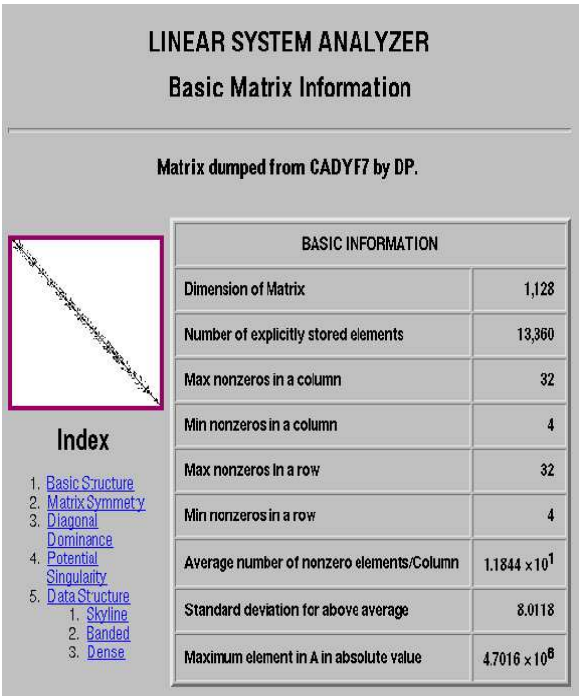 LINEAR SYSTEM ANALYZER
Basic Matrix Information
Matrix dumped from CADYF7 by DP.
BASIC INFORMATION
Dimension of Matrix 1,128
Number of explicitly stored elements 13,360
Max nonzeros in a column 32
Min nonzeros in a column 4
Max nonzeros in a row 32
Min nonzeros in a row 4
Average number of nonzero elements/Column 1.1844 ×10¹
Standard deviation for above average 8.0118
Maximum element in A in absolute value 4.7016 ×10⁶
Index
1. Basic Structure
2. Matrix Symmetry
3. Diagonal
Dominance
4. Potential
Singularity
5. Data Structure
1. Skyline
2. Banded
3. Dense